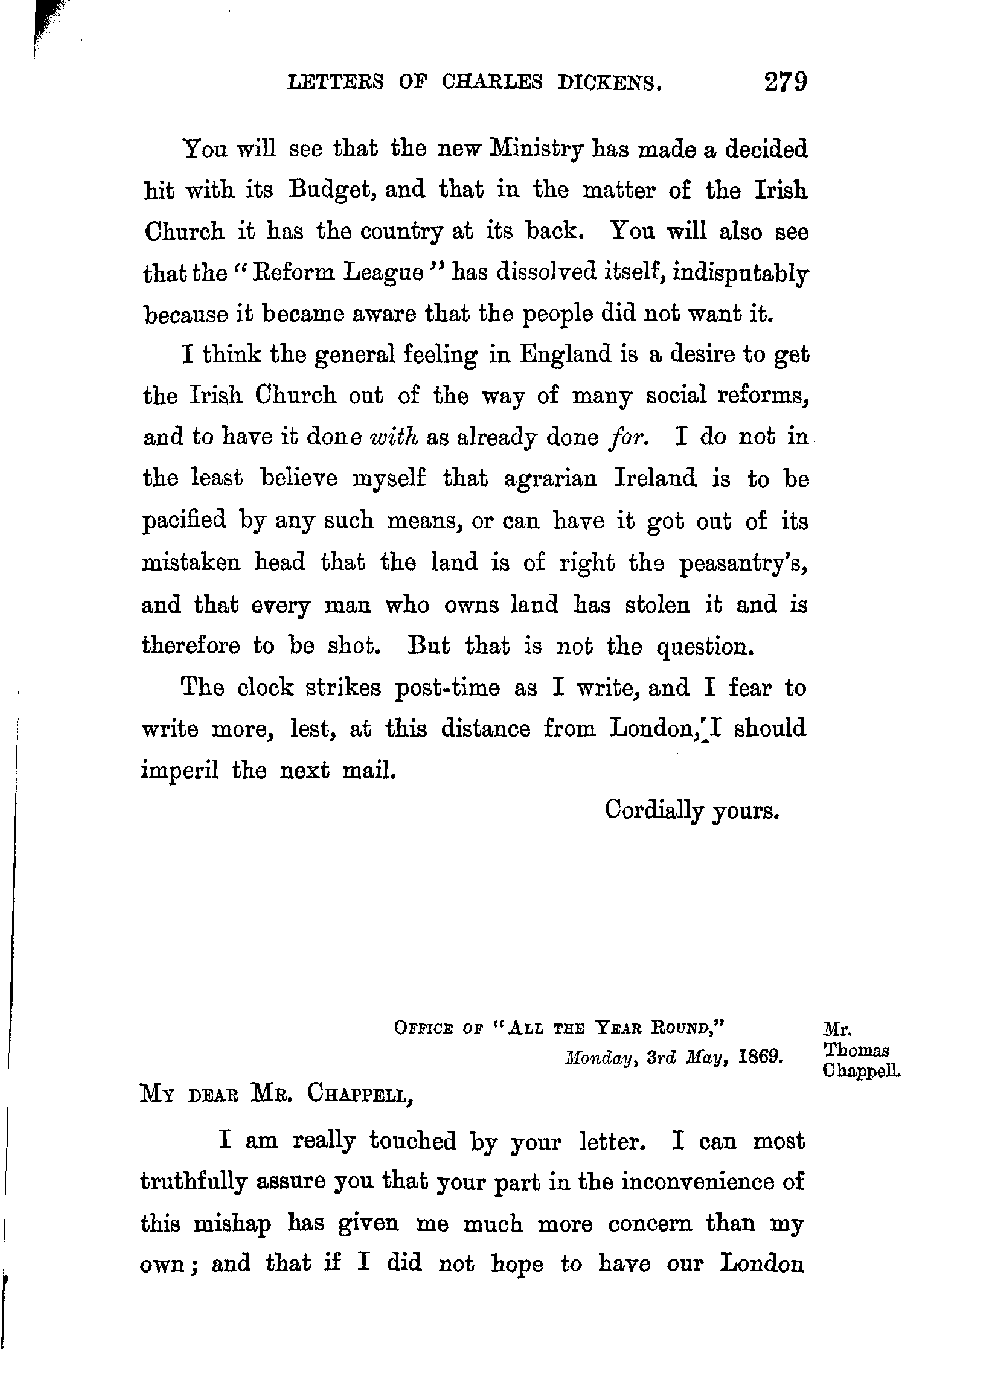 LETTERS OF CHARLES DICKENS. 279
You will see that the new Ministry has made a decided
hit with its Budget, and that in the matter of the Irish
Church it has the country at its back. You will also see
that the "Reform League" has dissolved itself, indisputably
because it became aware that the people did not want it.
I think the general feeling in England is a desire to get
the Irish Church out of the way of many social reforms,
and to have it done with as already done for. I do not in
the least believe myself that agrarian Ireland is to be
pacified by any such means, or can have it got out of its
mistaken head that the land is of right the peasantry's,
and that every man who owns land has stolen it and is
therefore to be shot. But that is not the question.
The clock strikes post-time as I write, and I fear to
write more, lest, at this distance from London, I should
imperil the next mail.
Cordially yours.
OFFICE OF "ALL THE YEAR ROUND,"
Monday, 3rd May, 1869.
Mr.
Thomas
Chappell.
MY DEAR MR. CHAPPELL,
I am really touched by your letter. I can most
truthfully assure you that your part in the inconvenience of
this mishap has given me much more concern than my
own; and that if I did not hope to have our London